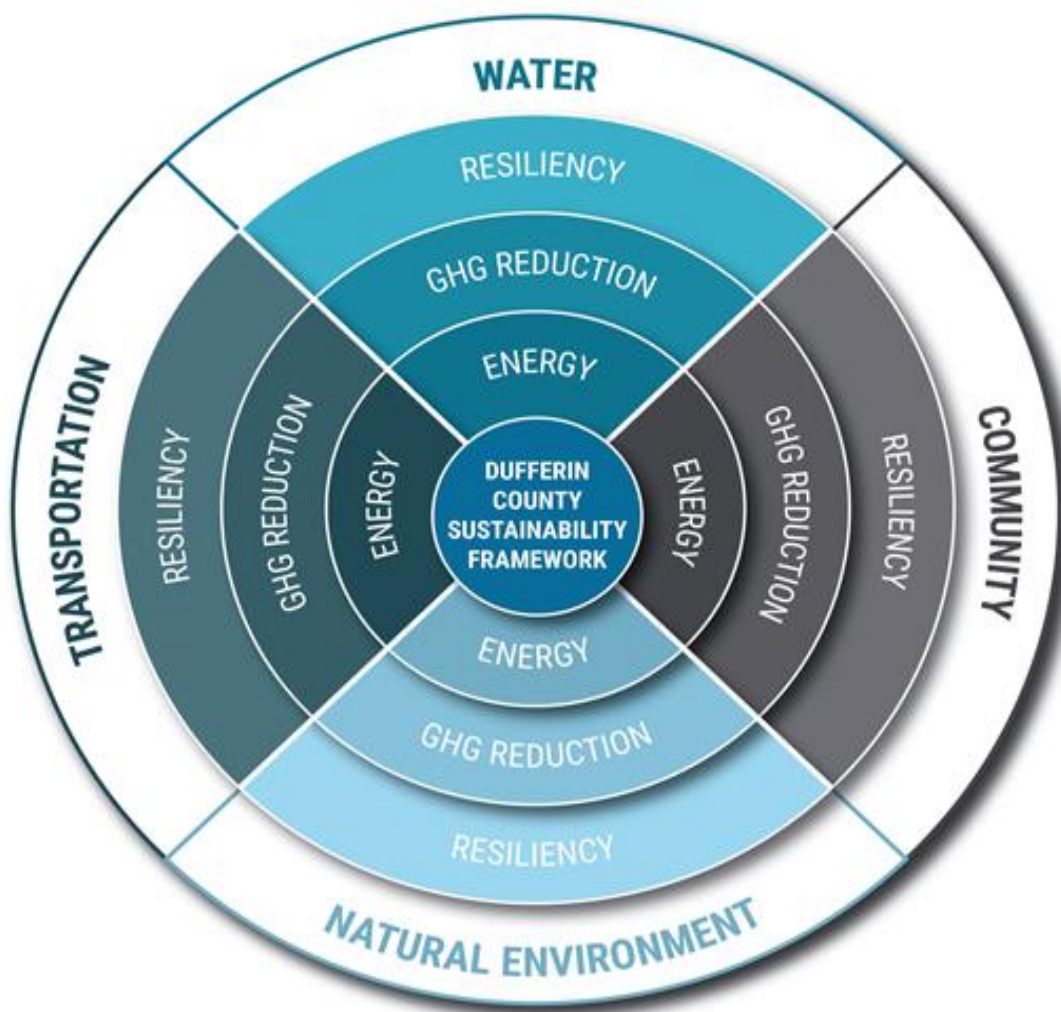 WATER
RESILIENCY
GHG REDUCTION
ENERGY
TRANSPORTATION
RESILIENCY
GHG REDUCTION
ENERGY
DUFFERIN
COUNTY
SUSTAINABILITY
FRAMEWORK
ENERGY
GHG REDUCTION
RESILIENCY
COMMUNITY
ENERGY
GHG REDUCTION
RESILIENCY
NATURAL ENVIRONMENT